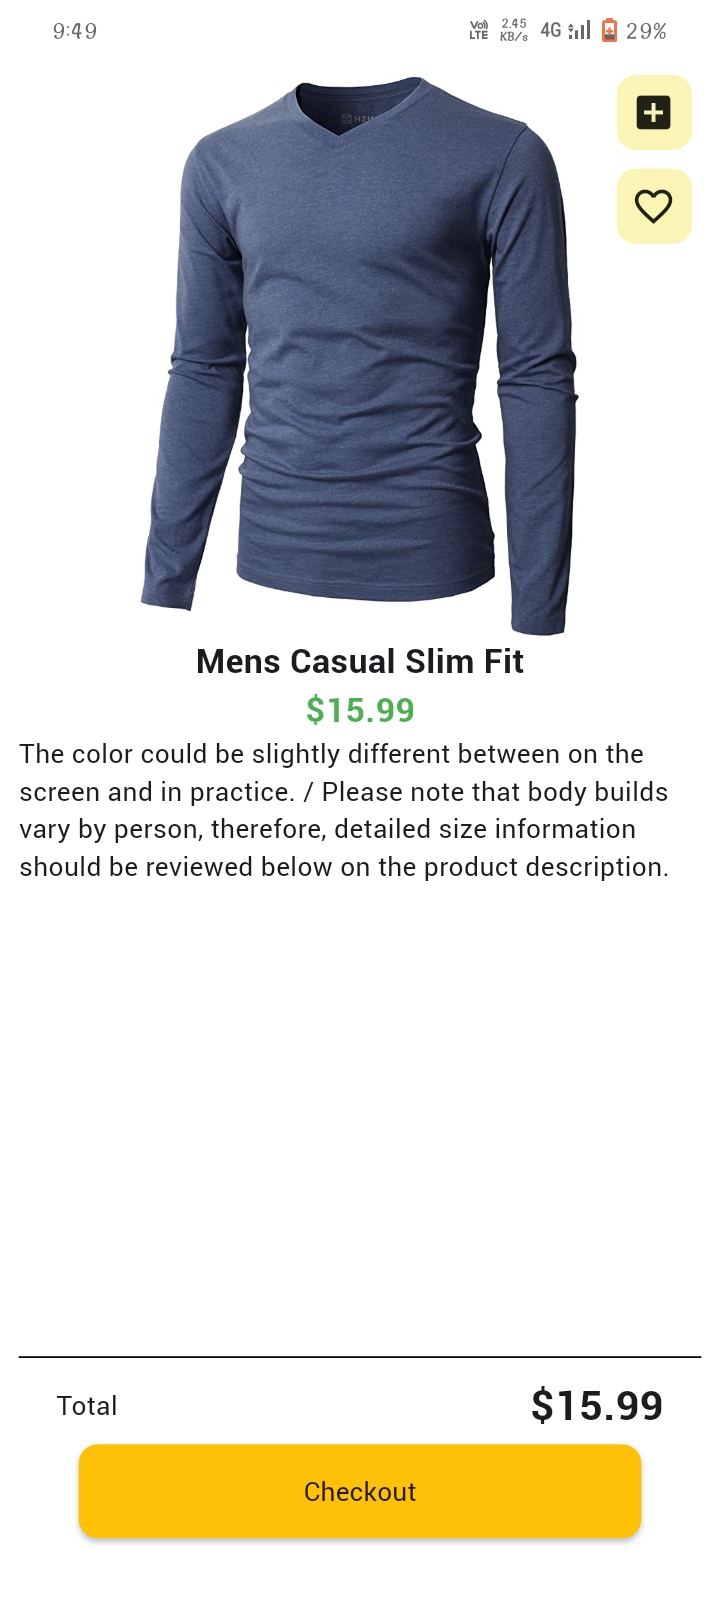 9:49 Vo) LTE 2.45 KB/s 4G 29%
H2H
Mens Casual Slim Fit
$15.99
The color could be slightly different between on the
screen and in practice. / Please note that body builds
vary by person, therefore, detailed size information
should be reviewed below on the product description.
Total $15.99
Checkout